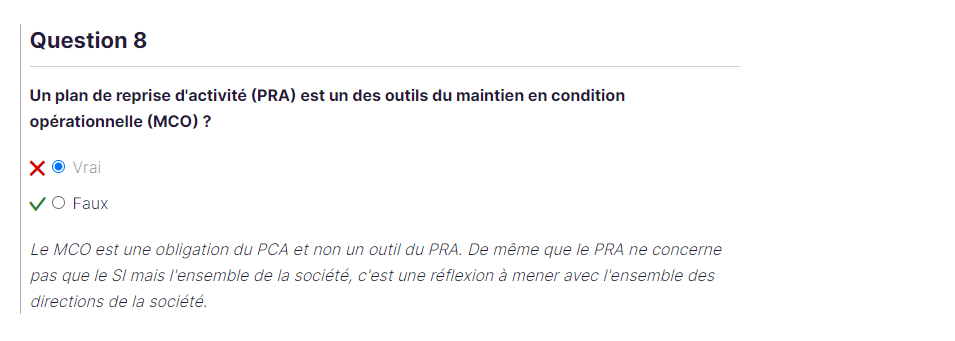 Question 8
Un plan de reprise d'activité (PRA) est un des outils du maintien en condition
opérationnelle (MCO) ?
Vrai
Faux
Le MCO est une obligation du PCA et non un outil du PRA. De même que le PRA ne concerne
pas que le SI mais l'ensemble de la société, c'est une réflexion à mener avec l'ensemble des
directions de la société.